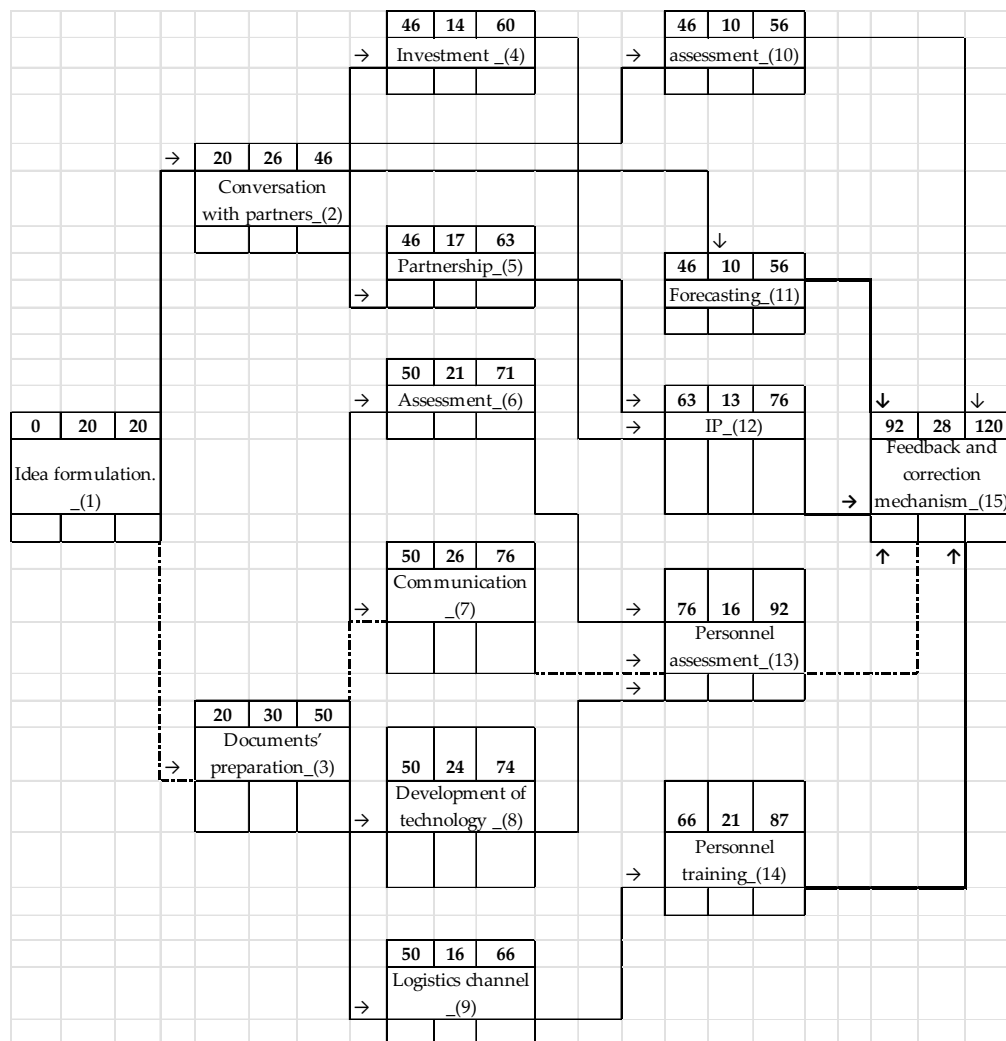 46 14 60
Investment _(4)
46 10 56
assessment_(10)
→ 20 26 46
Conversation
with partners_(2)
46 17 63
Partnership_(5)
46 10 56
Forecasting_(11)
50 21 71
Assessment_(6)
63 13 76
IP_(12)
0 20 20
Idea formulation.
_(1)
92 28 120
Feedback and
correction
mechanism_(15)
50 26 76
Communication
_(7)
76 16 92
Personnel
assessment_(13)
20 30 50
Documents’
preparation_(3)
50 24 74
Development of
technology _(8)
66 21 87
Personnel
training_(14)
50 16 66
Logistics channel
_(9)